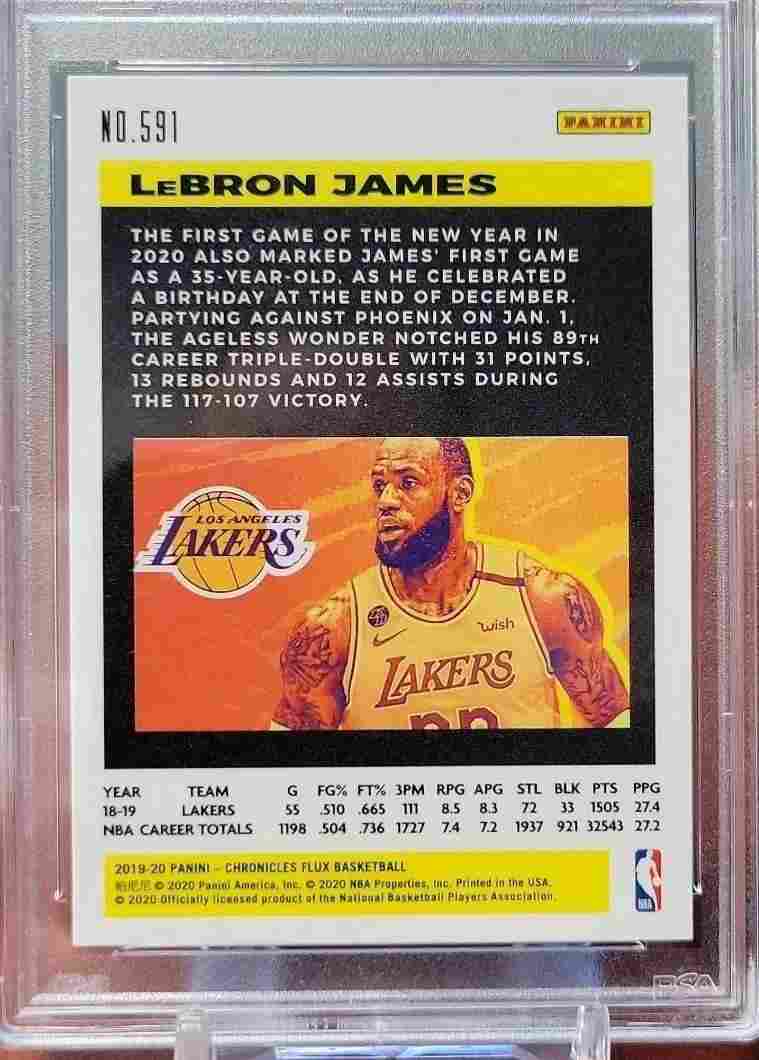 NO.591
PANINI
LEBRON JAMES
THE FIRST GAME OF THE NEW YEAR IN
2020 ALSO MARKED JAMES' FIRST GAME
AS A 35-YEAR-OLD, AS HE CELEBRATED
A BIRTHDAY AT THE END OF DECEMBER.
PARTYING AGAINST PHOENIX ON JAN. 1,
THE AGELESS WONDER NOTCHED HIS 89TH
CAREER TRIPLE-DOUBLE WITH 31 POINTS,
13 REBOUNDS AND 12 ASSISTS DURING
THE 117-107 VICTORY.
LOS ANGELES
LAKERS
wish
LAKERS
YEAR TEAM G FG% FT% 3PM RPG APG STL BLK PTS PPG
18-19 LAKERS 55 .510 .665 111 8.5 8.3 72 33 1505 27.4
NBA CAREER TOTALS 1198 .504 .736 1727 7.4 7.2 1937 921 32543 27.2
2019-20 PANINI – CHRONICLES FLUX BASKETBALL
帕尼尼 © 2020 Panini America, Inc. © 2020 NBA Properties, Inc. Printed in the USA.
© 2020 Officially licensed product of the National Basketball Players Association.
NBA
PSA